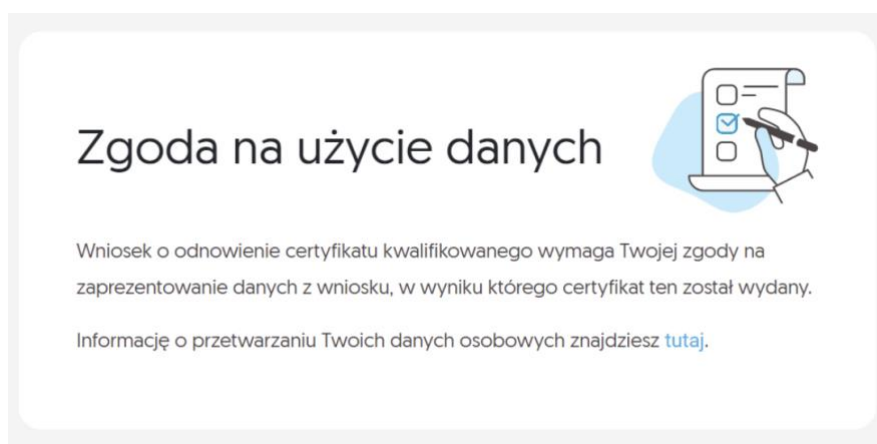 Zgoda na użycie danych
Wniosek o odnowienie certyfikatu kwalifikowanego wymaga Twojej zgody na
zaprezentowanie danych z wniosku, w wyniku którego certyfikat ten został wydany.
Informację o przetwarzaniu Twoich danych osobowych znajdziesz tutaj.